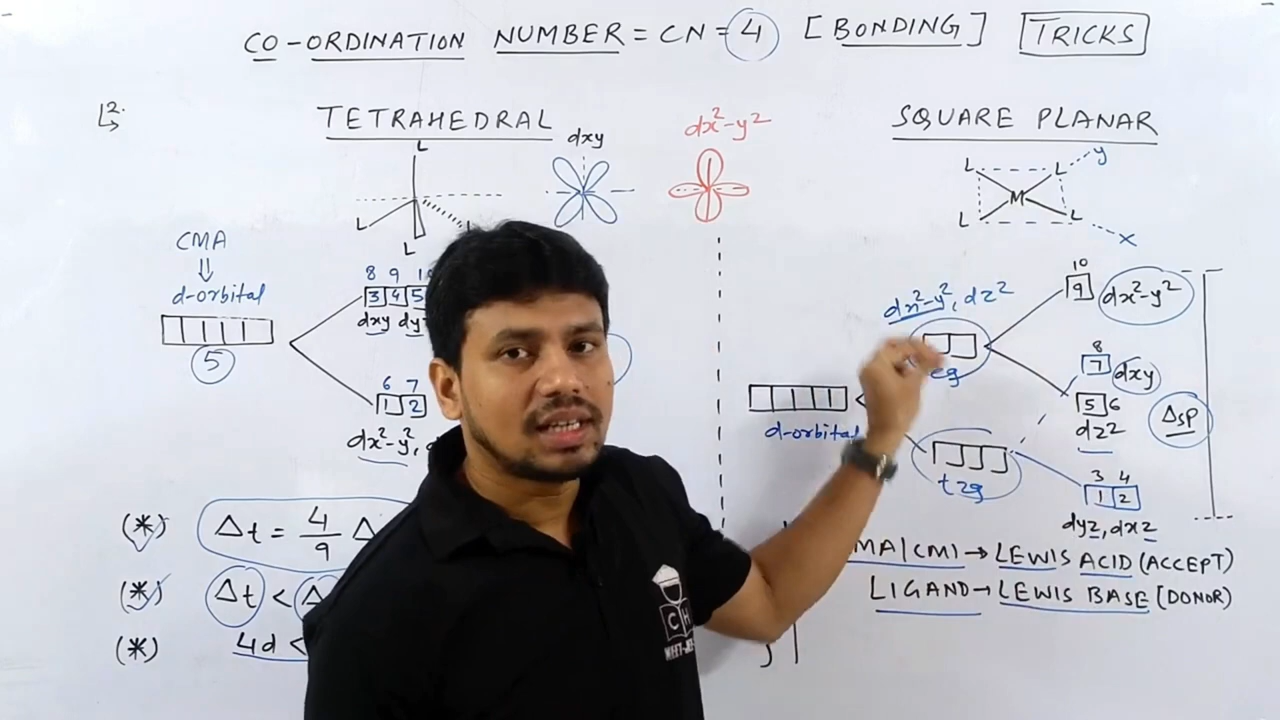 CO-ORDINATION NUMBER = CN = 4 [BONDING] TRICKS
L2.
TETRAHEDRAL
dxy
dx²-y²
L
L
L
CMA
⇓
d-orbital
5
8 9
3 4 5
dxy
6 7
1 2
dx²-y²,
(*) Δt = 4/9 Δ
(*) Δt <
(*) 4d <
SQUARE PLANAR
L L y
M
L L
x
dx²-y², dz²
eg
d-orbital
t2g
10
9 dx²-y²
8
7 dxy
5 6
dz²
Δsp
3 4
1 2
dyz, dxz
MA/CMI → LEWIS ACID (ACCEPT)
LIGAND → LEWIS BASE [DONOR)
CH